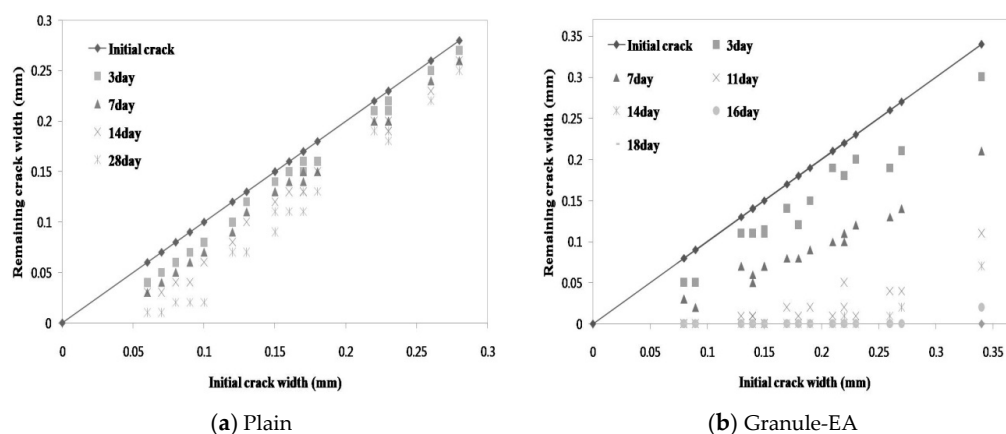 0.3
0.25
0.2
0.15
0.1
0.05
0
Remaining crack width (mm)
Initial crack
3day
7day
14day
28day
0 0.05 0.1 0.15 0.2 0.25 0.3
Initial crack width (mm)
(a) Plain
0.35
0.3
0.25
0.2
0.15
0.1
0.05
0
Remaining crack width (mm)
Initial crack 3day
7day 11day
14day 16day
18day
0 0.05 0.1 0.15 0.2 0.25 0.3 0.35
Initial crack width (mm)
(b) Granule-EA